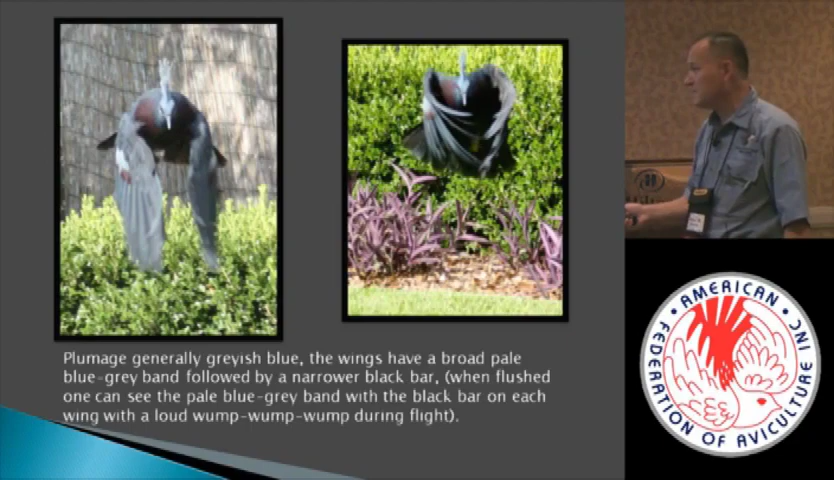 Plumage generally greyish blue, the wings have a broad pale
blue-grey band followed by a narrower black bar, (when flushed
one can see the pale blue-grey band with the black bar on each
wing with a loud wump-wump-wump during flight).
AMERICAN
FEDERATION OF AVICULTURE INC.